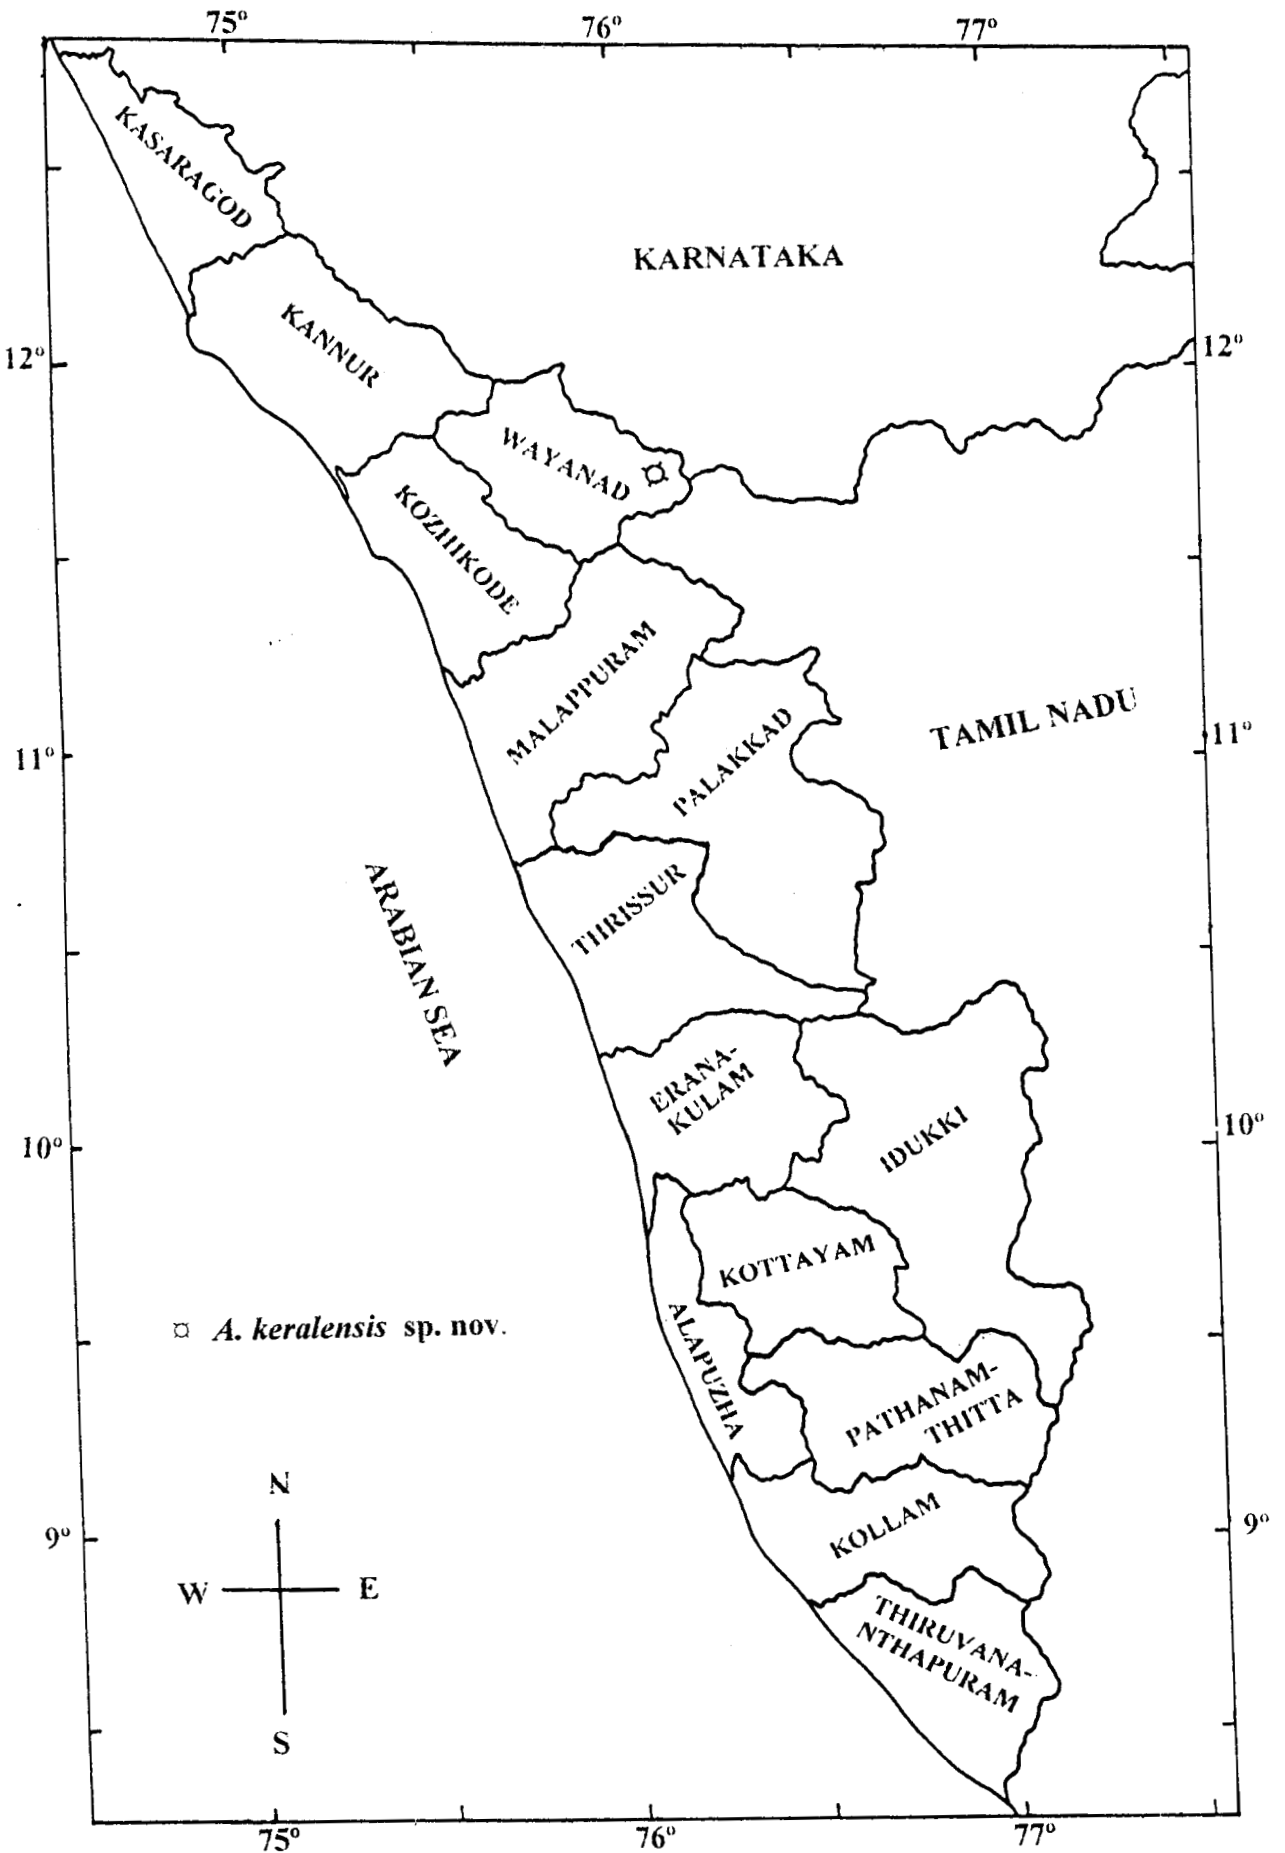 75° 76° 77°
KASARAGOD
KARNATAKA
KANNUR
12° 12°
WAYANAD
KOZHIKODE
MALAPPURAM
TAMIL NADU
PALAKKAD
11° 11°
THRISSUR
ARABIAN SEA
ERANA-
KULAM
10° 10°
IDUKKI
KOTTAYAM
A. keralensis sp. nov.
ALAPUZHA
PATHANAM-
THITTA
N
KOLLAM
9° 9°
W E
THIRUVANA-
NTHAPURAM
S
75° 76° 77°